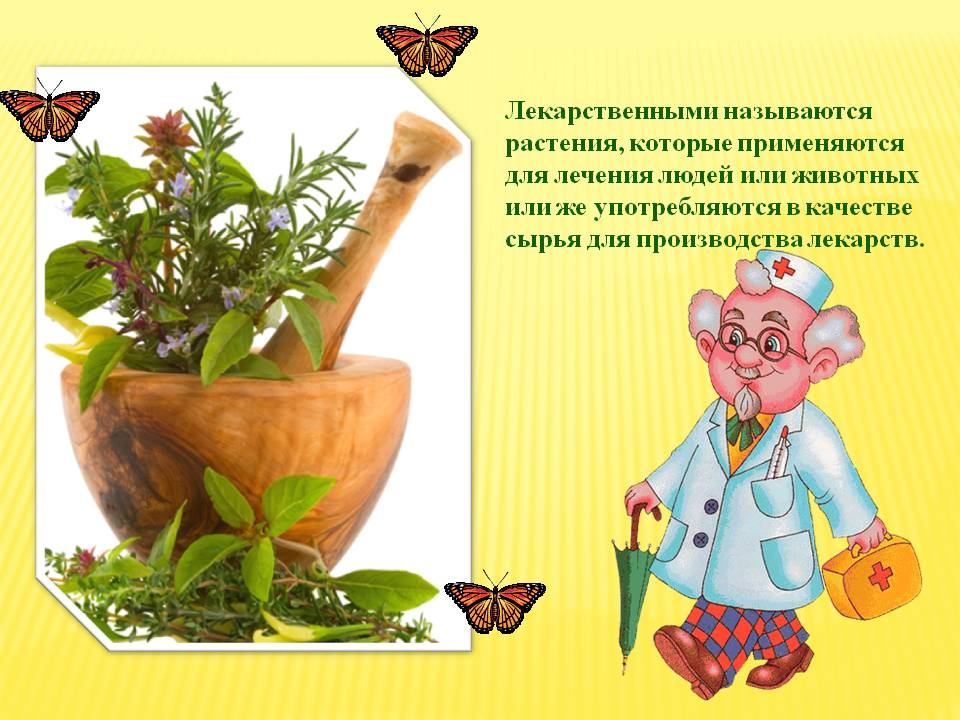 Лекарственными называются
растения, которые применяются
для лечения людей или животных
или же употребляются в качестве
сырья для производства лекарств.